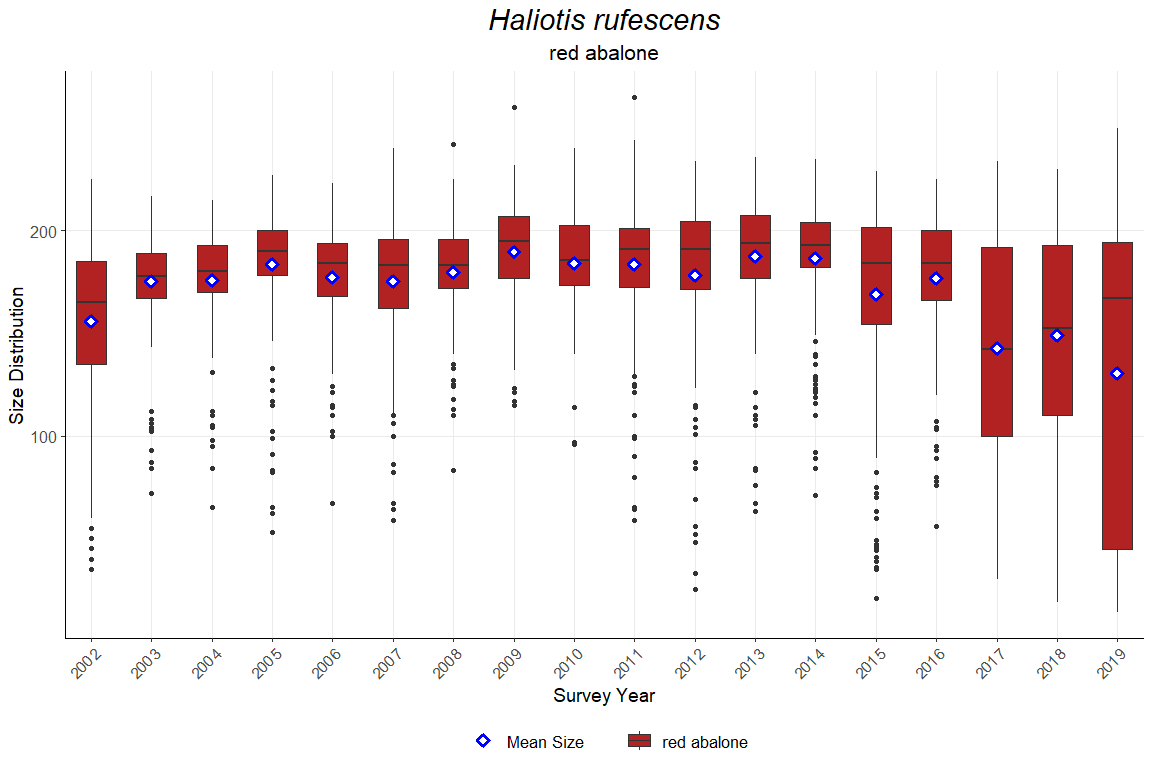 Haliotis rufescens
red abalone
Size Distribution
200
100
2002 2003 2004 2005 2006 2007 2008 2009 2010 2011 2012 2013 2014 2015 2016 2017 2018 2019
Survey Year
Mean Size red abalone